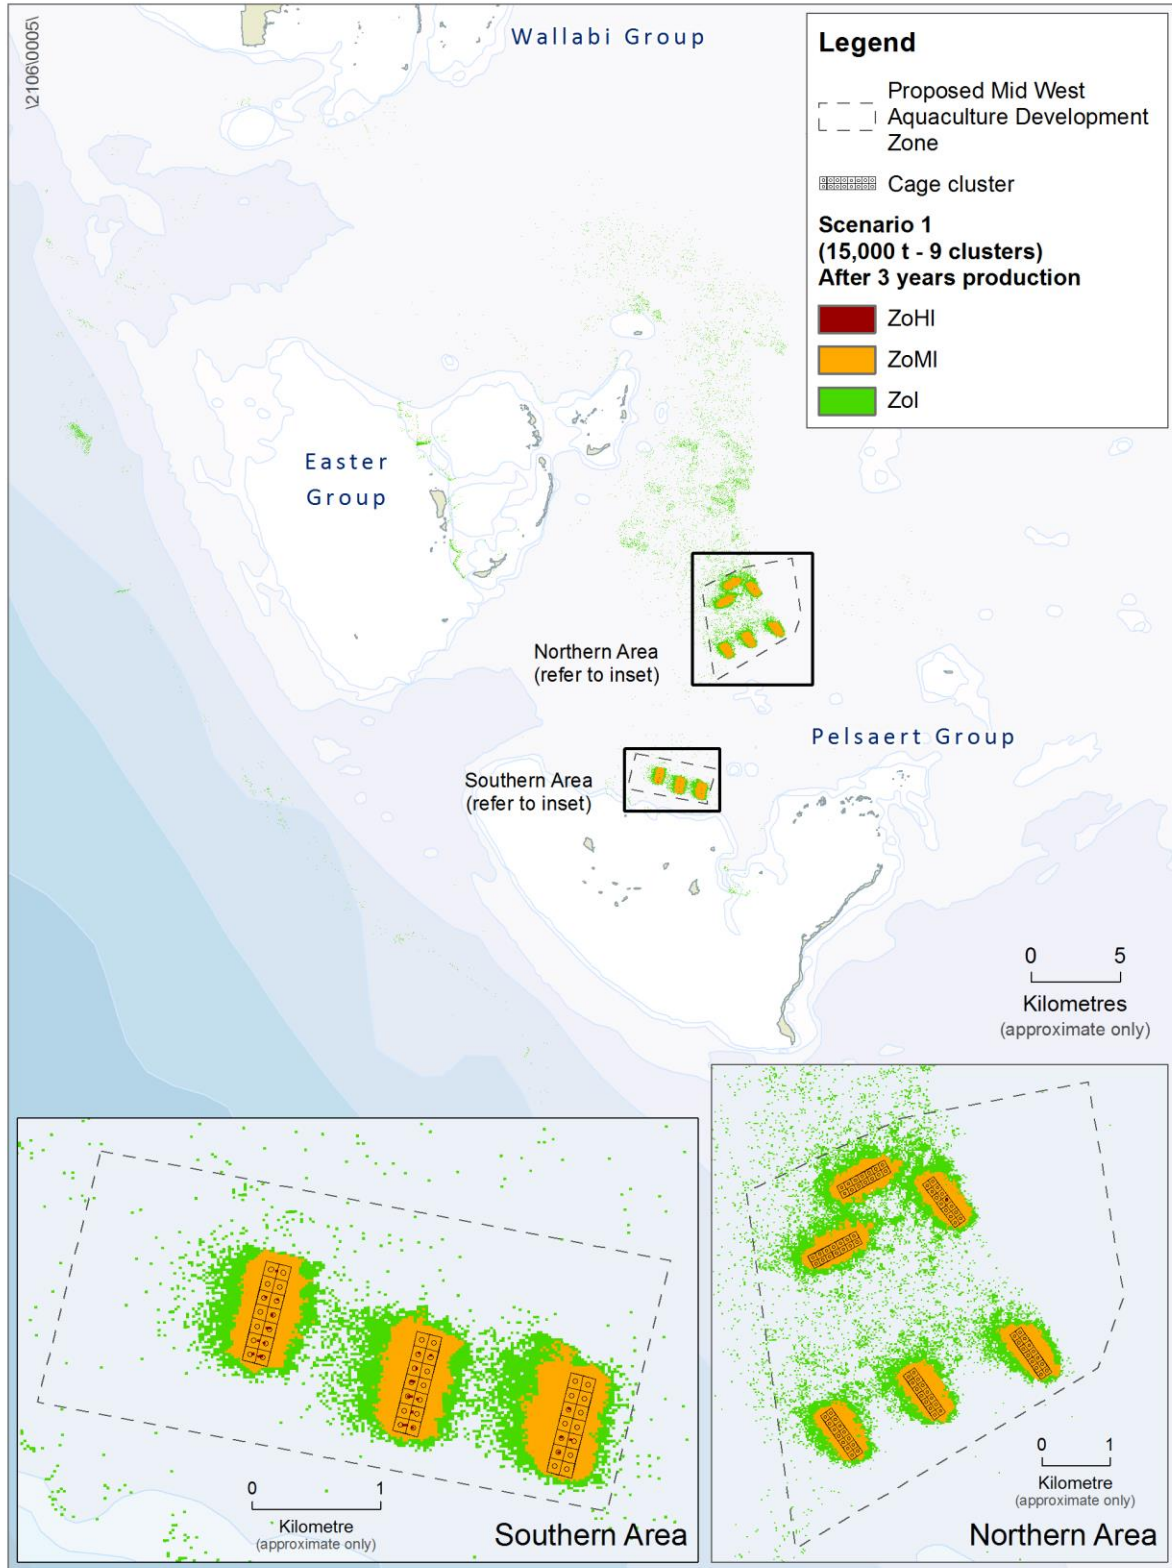 \2106\0005\
Wallabi Group
Legend
Proposed Mid West
Aquaculture Development
Zone
Cage cluster
Scenario 1
(15,000 t - 9 clusters)
After 3 years production
ZoHI
ZoMI
ZoI
Easter
Group
Northern Area
(refer to inset)
Pelsaert Group
Southern Area
(refer to inset)
0 5
Kilometres
(approximate only)
0 1
Kilometre
(approximate only)
Southern Area
0 1
Kilometre
(approximate only)
Northern Area